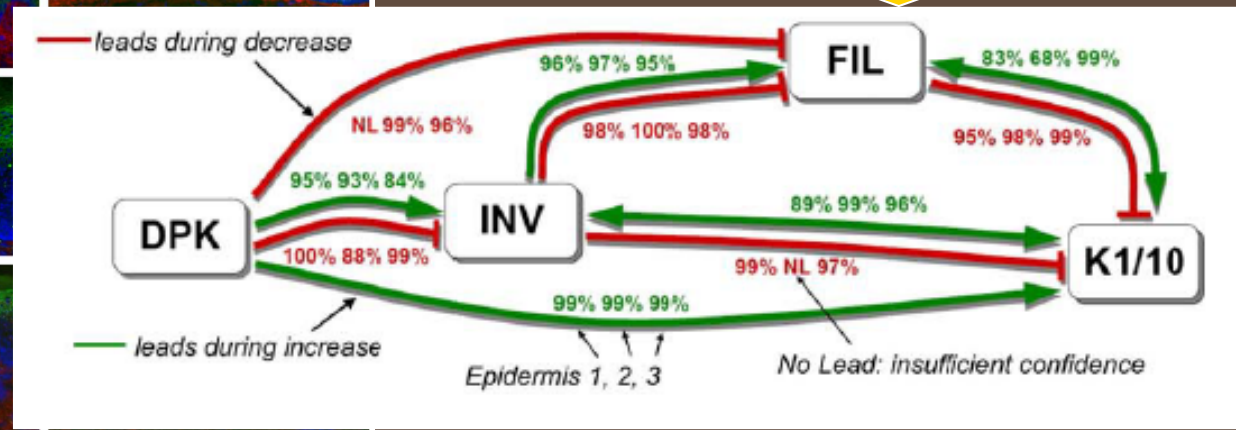 leads during decrease
FIL
96% 97% 95%
83% 68% 99%
NL 99% 96%
98% 100% 98%
95% 98% 99%
95% 93% 84%
DPK
INV
89% 99% 96%
K1/10
100% 88% 99%
99% NL 97%
99% 99% 99%
leads during increase
Epidermis 1, 2, 3
No Lead: insufficient confidence